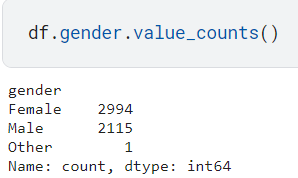 df.gender.value_counts()
gender
Female    2994
Male      2115
Other        1
Name: count, dtype: int64